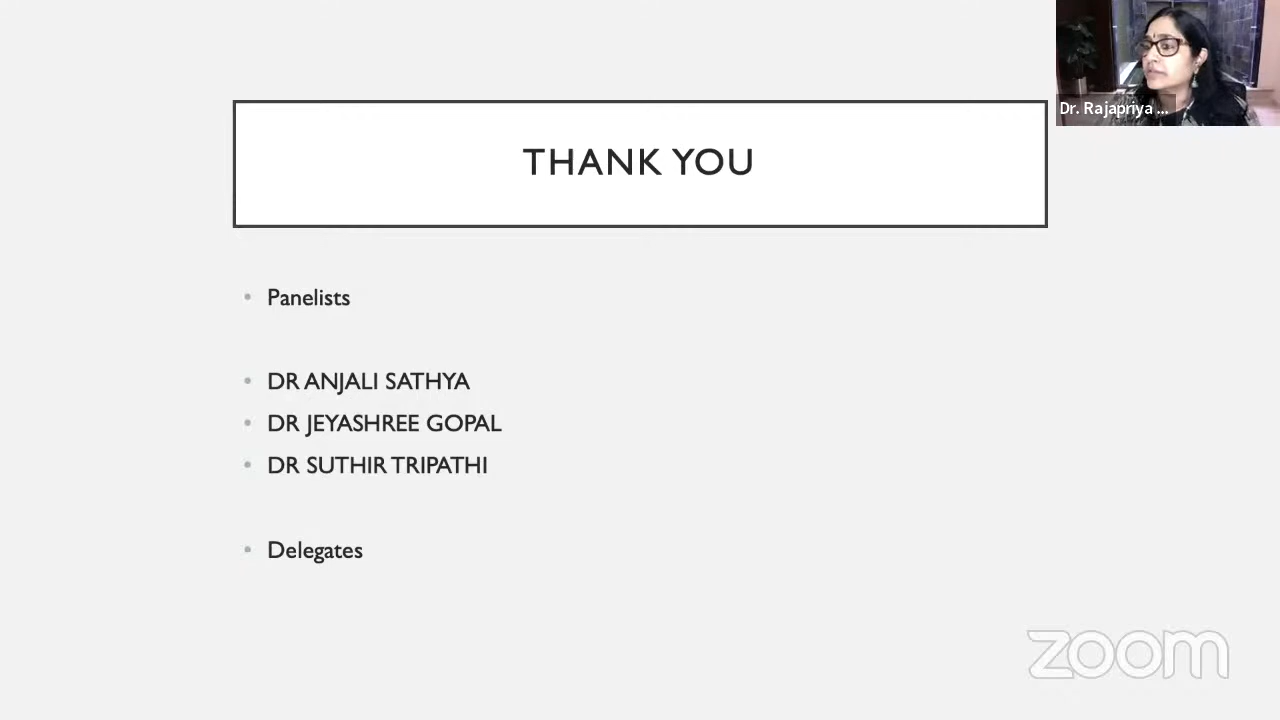 Dr. Rajapriya ...
THANK YOU
Panelists
DR ANJALI SATHYA
DR JEYASHREE GOPAL
DR SUTHIR TRIPATHI
Delegates
zoom